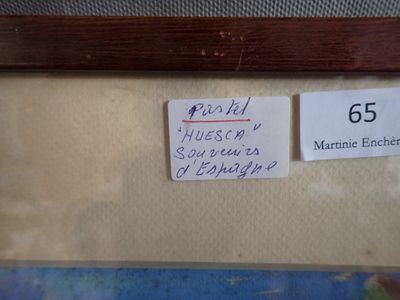 Pastel
"HUESCA"
Souvenirs
d'Espagne
65
Martinie Enchèr